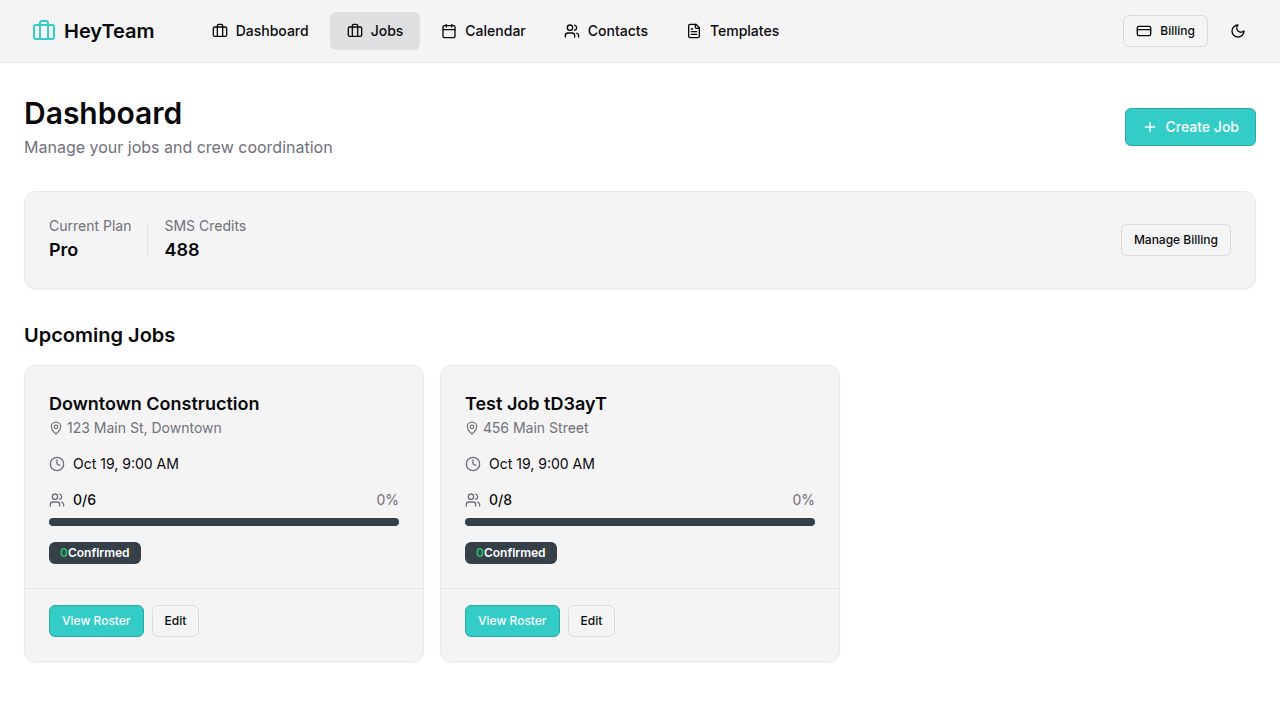 HeyTeam
Dashboard
Jobs
Calendar
Contacts
Templates
Billing
Dashboard
Manage your jobs and crew coordination
Create Job
Current Plan
Pro
SMS Credits
488
Manage Billing
Upcoming Jobs
Downtown Construction
123 Main St, Downtown
Oct 19, 9:00 AM
0/6 0%
0Confirmed
View Roster Edit
Test Job tD3ayT
456 Main Street
Oct 19, 9:00 AM
0/8 0%
0Confirmed
View Roster Edit